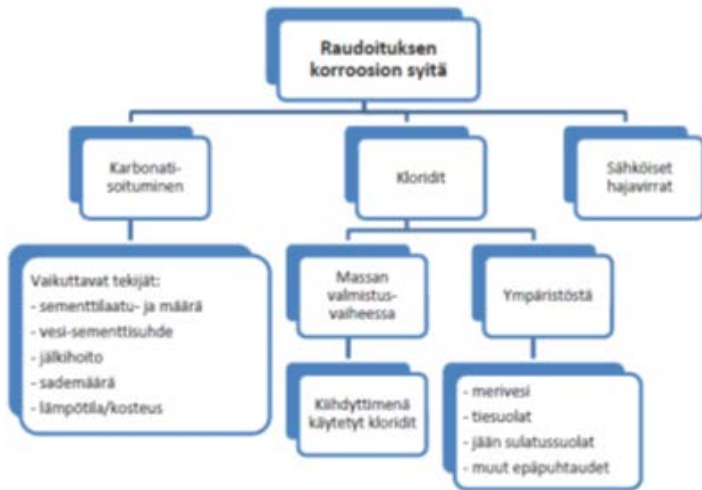 Raudoituksen
korroosion syitä
Karbonati-
soituminen
Kloridit
Sähköiset
hajavirrat
Vaikuttavat tekijät:
- sementtilaatu- ja määrä
- vesi-sementtisuhde
- jälkihoito
- sademäärä
- lämpötila/kosteus
Massan
valmistus-
vaiheessa
Ympäristöstä
Kiihdyttimenä
käytetyt kloridit
- merivesi
- tiesuolat
- jään sulatussuolat
- muut epäpuhtaudet